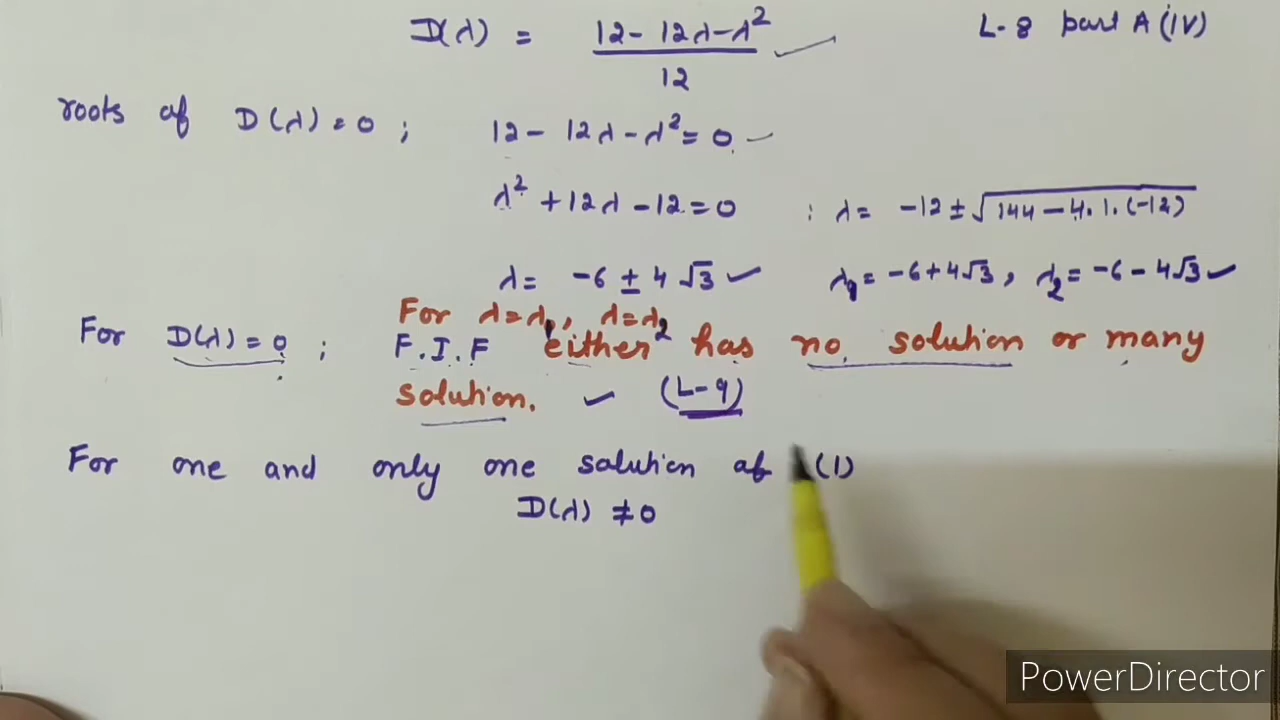 D(λ) = 12 - 12λ - λ² / 12
L-8 part A (IV)
roots of D(λ) = 0 ; 12 - 12λ - λ² = 0
λ² + 12λ - 12 = 0 : λ = -12 ± √144 - 4.1.(-12)
λ = -6 ± 4√3 λ₁ = -6 + 4√3, λ₂ = -6 - 4√3
For λ = λ₁, λ = λ₂
For D(λ) = 0 ; F.I.F either has no solution or many
solution. (L-9)
For one and only one solution of (1)
D(λ) ≠ 0
PowerDirector